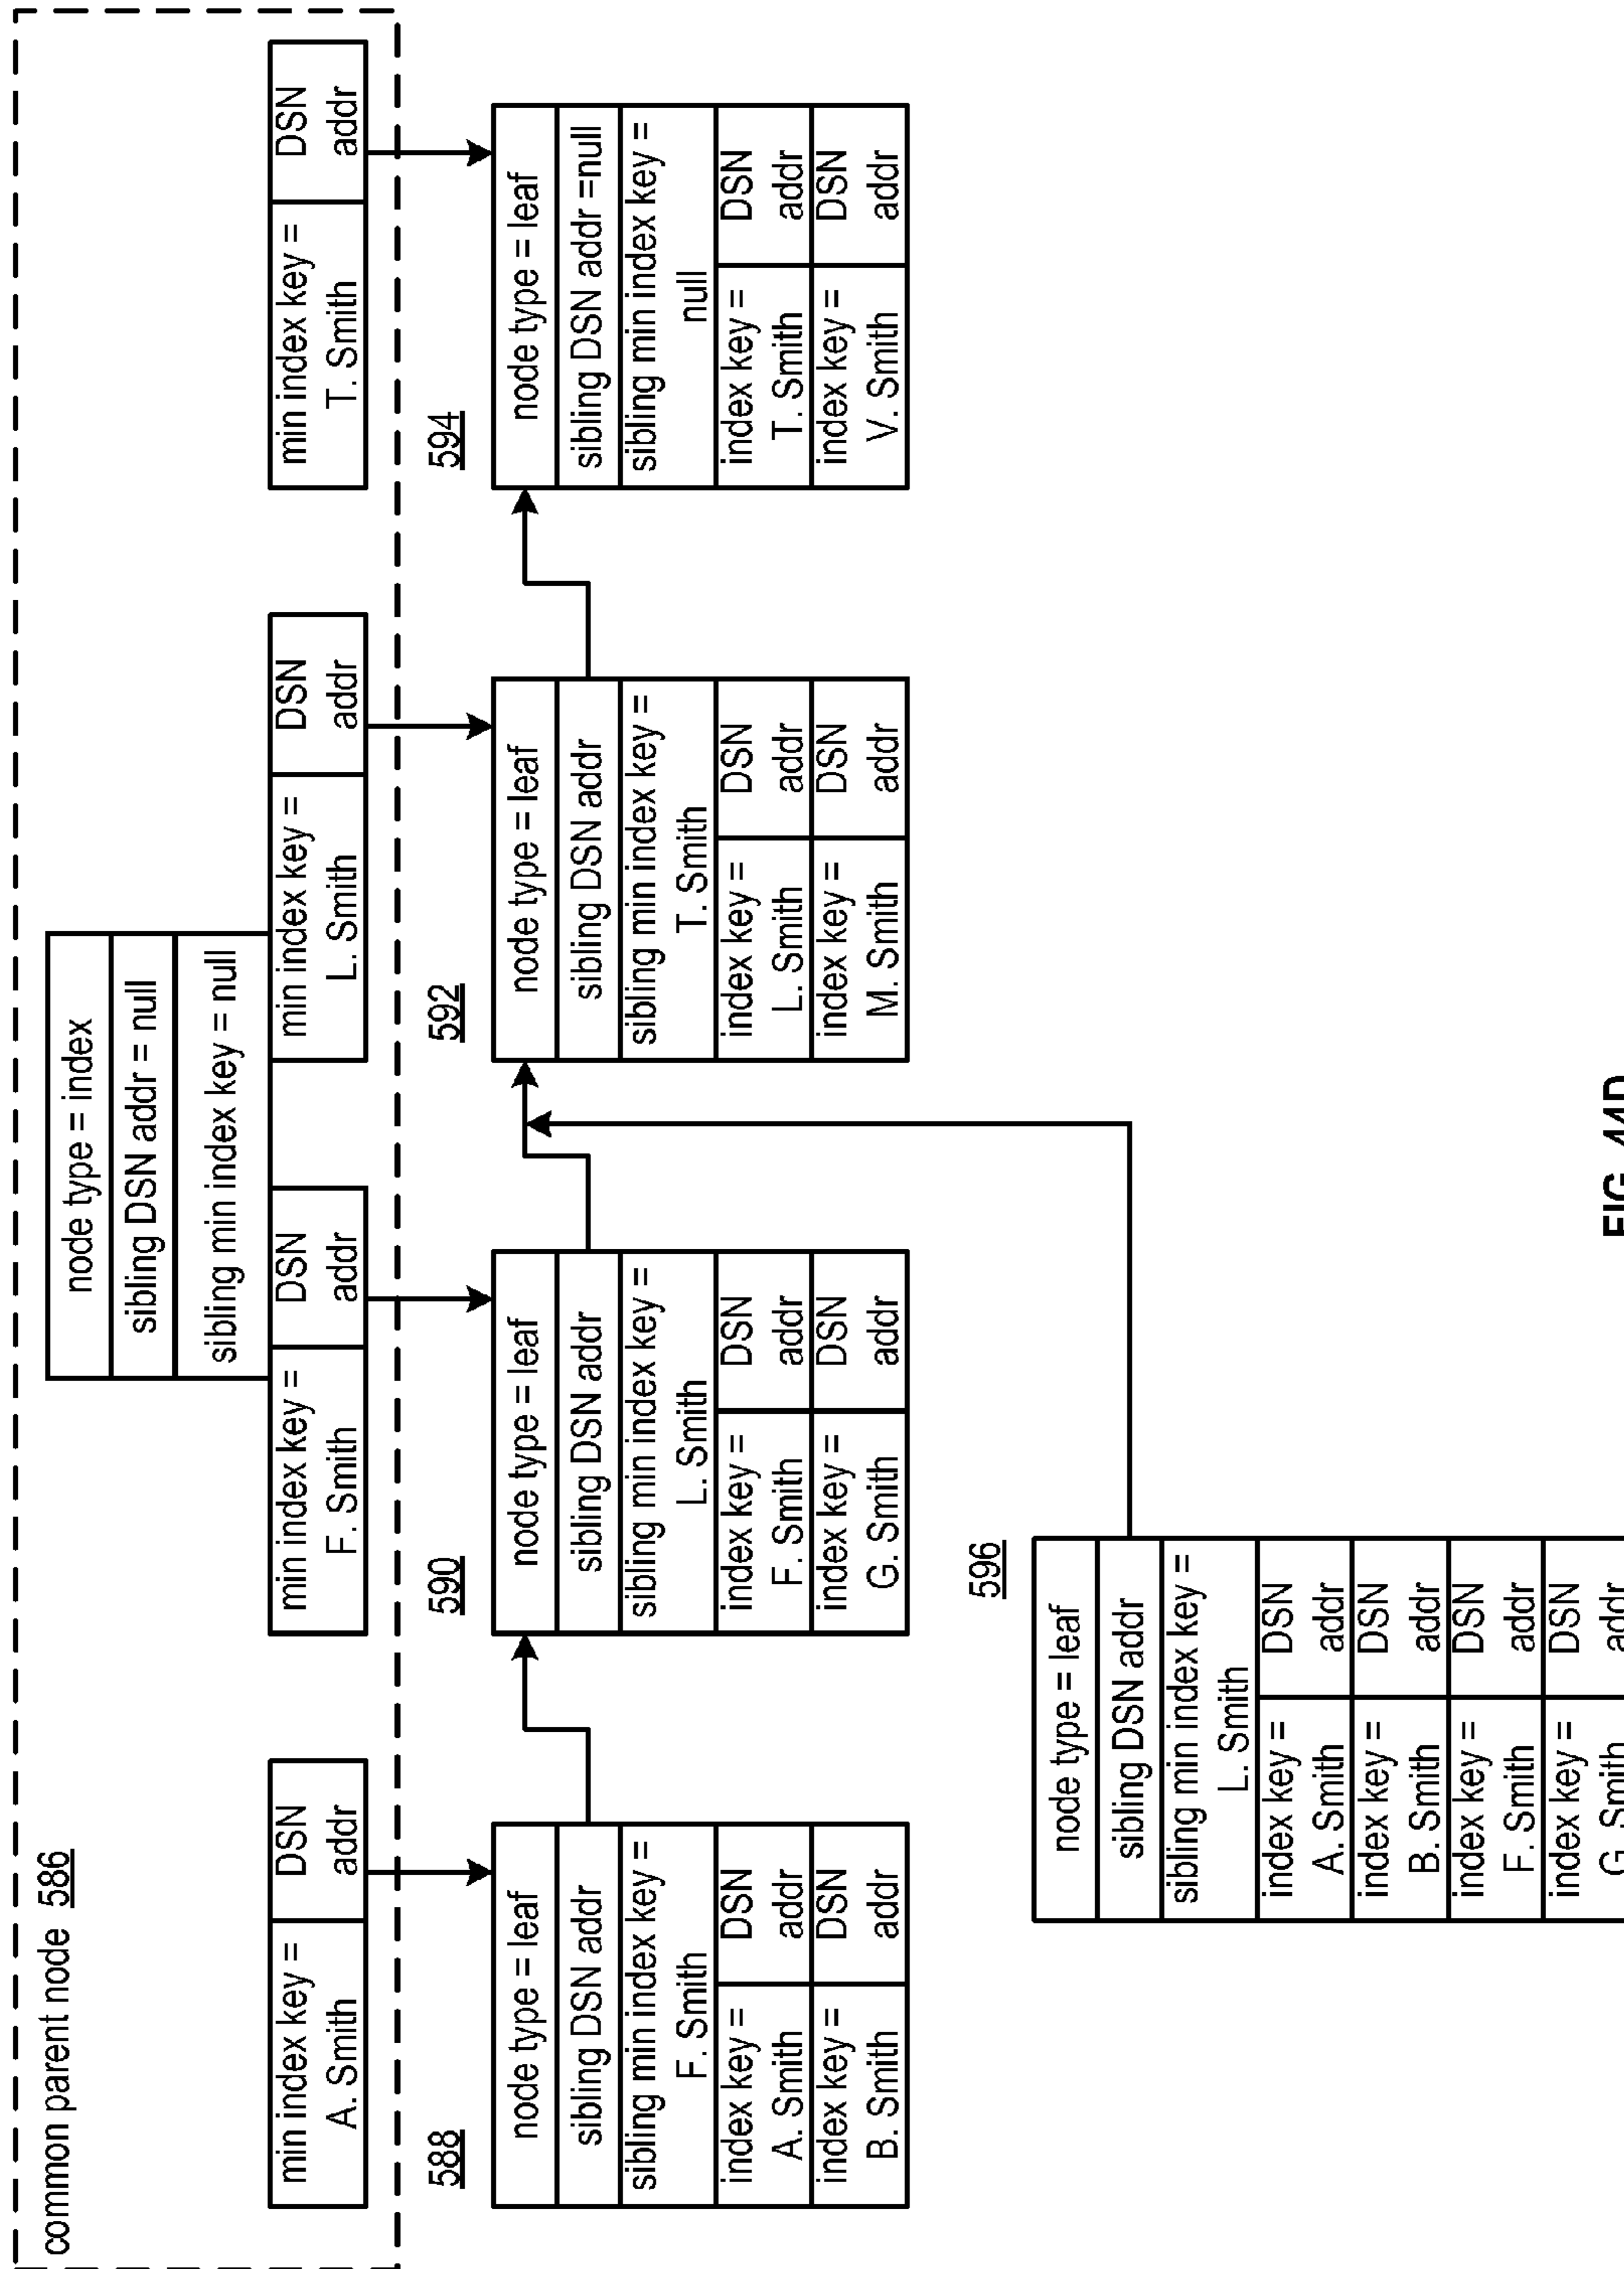 common parent node 586
node type = index
sibling DSN addr = null
sibling min index key = null
min index key =
A. Smith
DSN
addr
min index key =
F. Smith
DSN
addr
min index key =
L. Smith
DSN
addr
min index key =
T. Smith
DSN
addr
588
node type = leaf
sibling DSN addr
sibling min index key =
F. Smith
index key =
A. Smith
DSN
addr
index key =
B. Smith
DSN
addr
590
node type = leaf
sibling DSN addr
sibling min index key =
L. Smith
index key =
F. Smith
DSN
addr
index key =
G. Smith
DSN
addr
592
node type = leaf
sibling DSN addr
sibling min index key =
T. Smith
index key =
L. Smith
DSN
addr
index key =
M. Smith
DSN
addr
594
node type = leaf
sibling DSN addr =null
sibling min index key =
null
index key =
T. Smith
DSN
addr
index key =
V. Smith
DSN
addr
596
node type = leaf
sibling DSN addr
sibling min index key =
L. Smith
index key =
A. Smith
DSN
addr
index key =
B. Smith
DSN
addr
index key =
F. Smith
DSN
addr
index key =
G. Smith
DSN
addr
FIG. 44D